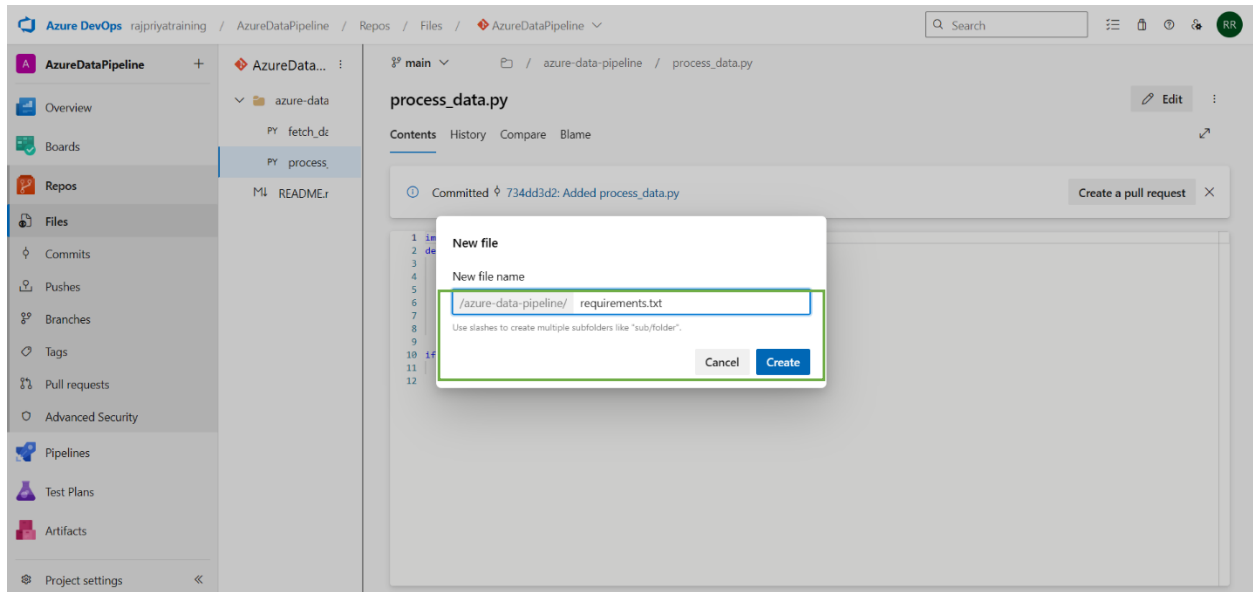 Azure DevOps rajpriyatraining / AzureDataPipeline / Repos / Files / AzureDataPipeline
Search
RR
A AzureDataPipeline +
Overview
Boards
Repos
Files
Commits
Pushes
Branches
Tags
Pull requests
Advanced Security
Pipelines
Test Plans
Artifacts
Project settings
AzureData...
azure-data
PY fetch_da
PY process_
M↓ README.r
main / azure-data-pipeline / process_data.py
process_data.py
Edit
Contents History Compare Blame
Committed 734dd3d2: Added process_data.py
Create a pull request
1 im
2 de
3
4
5
6
7
8
9
10 if
11
12
New file
New file name
/azure-data-pipeline/ requirements.txt
Use slashes to create multiple subfolders like "sub/folder".
Cancel Create